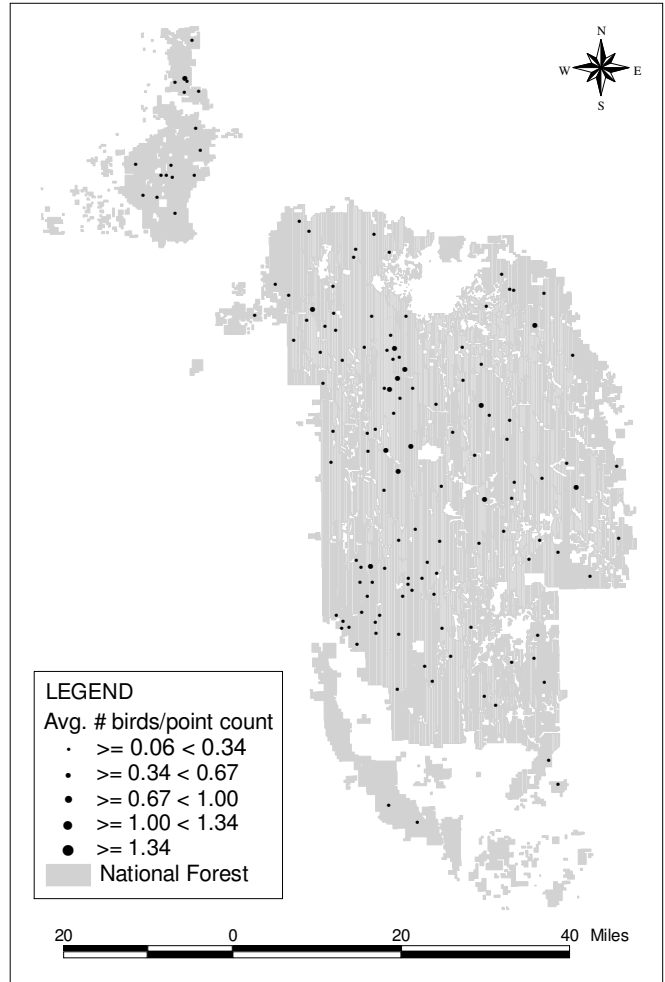 N
W E
S
LEGEND
Avg. # birds/point count
>= 0.06 < 0.34
>= 0.34 < 0.67
>= 0.67 < 1.00
>= 1.00 < 1.34
>= 1.34
National Forest
20 0 20 40 Miles